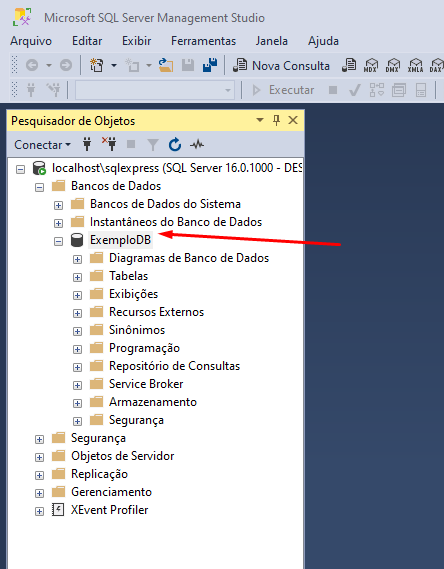 Microsoft SQL Server Management Studio
Arquivo Editar Exibir Ferramentas Janela Ajuda
Nova Consulta MDX DMX XMLA DAX
Executar
Pesquisador de Objetos
Conectar
localhost\sqlexpress (SQL Server 16.0.1000 - DES
Bancos de Dados
Bancos de Dados do Sistema
Instantâneos do Banco de Dados
ExemploDB
Diagramas de Banco de Dados
Tabelas
Exibições
Recursos Externos
Sinônimos
Programação
Repositório de Consultas
Service Broker
Armazenamento
Segurança
Segurança
Objetos de Servidor
Replicação
Gerenciamento
XEvent Profiler